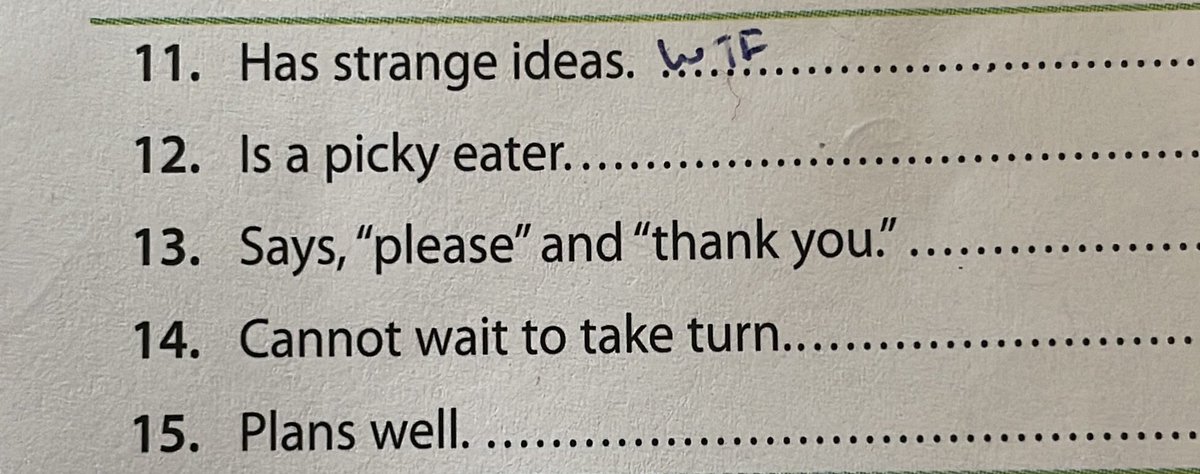 11. Has strange ideas. WTF
12. Is a picky eater.
13. Says, “please” and “thank you.”
14. Cannot wait to take turn.
15. Plans well.